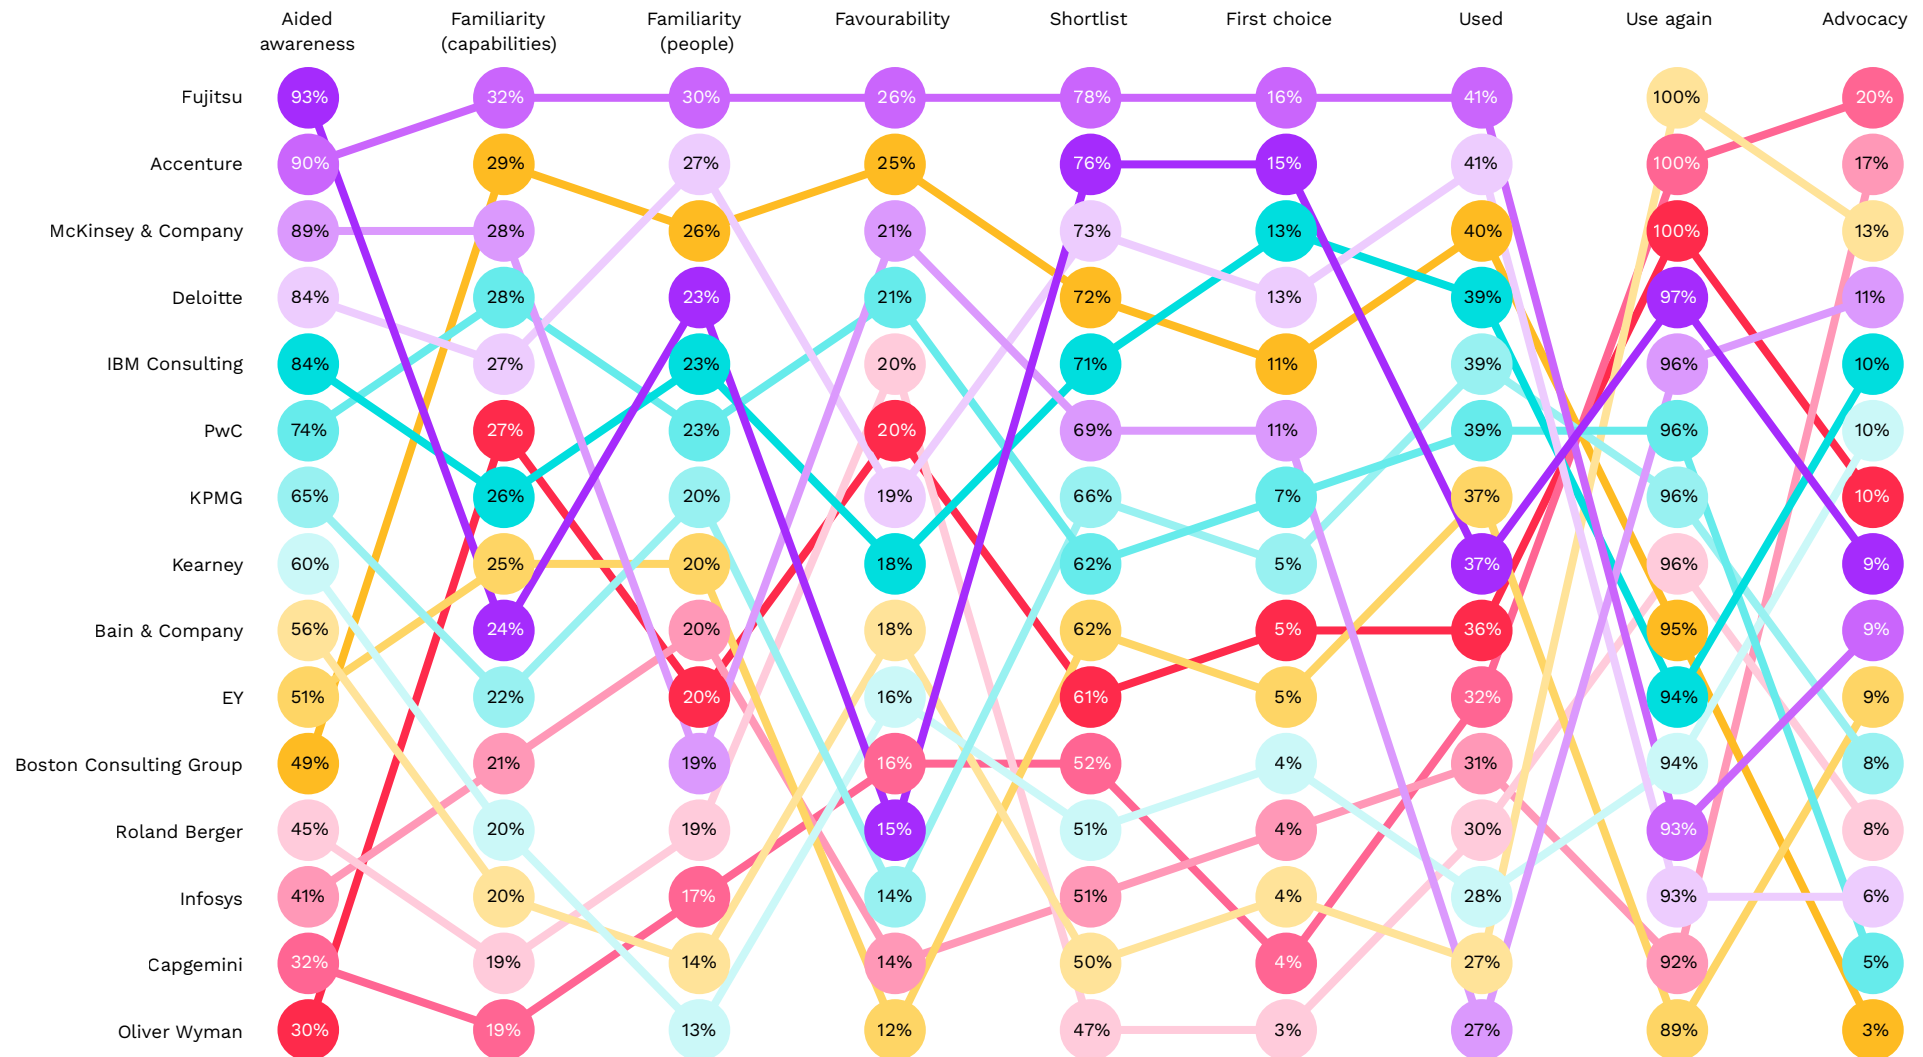 Aided
awareness
Familiarity
(capabilities)
Familiarity
(people)
Favourability
Shortlist
First choice
Used
Use again
Advocacy
Fujitsu 93% 32% 30% 26% 78% 16% 41% 100% 20%
Accenture 90% 29% 27% 25% 76% 15% 41% 100% 17%
McKinsey & Company 89% 28% 26% 21% 73% 13% 40% 100% 13%
Deloitte 84% 28% 23% 21% 72% 13% 39% 97% 11%
IBM Consulting 84% 27% 23% 20% 71% 11% 39% 96% 10%
PwC 74% 27% 23% 20% 69% 11% 39% 96% 10%
KPMG 65% 26% 20% 19% 66% 7% 37% 96% 10%
Kearney 60% 25% 20% 18% 62% 5% 37% 96% 9%
Bain & Company 56% 24% 20% 18% 62% 5% 36% 95% 9%
EY 51% 22% 20% 16% 61% 5% 32% 94% 9%
Boston Consulting Group 49% 21% 19% 16% 52% 4% 31% 94% 8%
Roland Berger 45% 20% 19% 15% 51% 4% 30% 93% 8%
Infosys 41% 20% 17% 14% 51% 4% 28% 93% 6%
Capgemini 32% 19% 14% 14% 50% 4% 27% 92% 5%
Oliver Wyman 30% 19% 13% 12% 47% 3% 27% 89% 3%